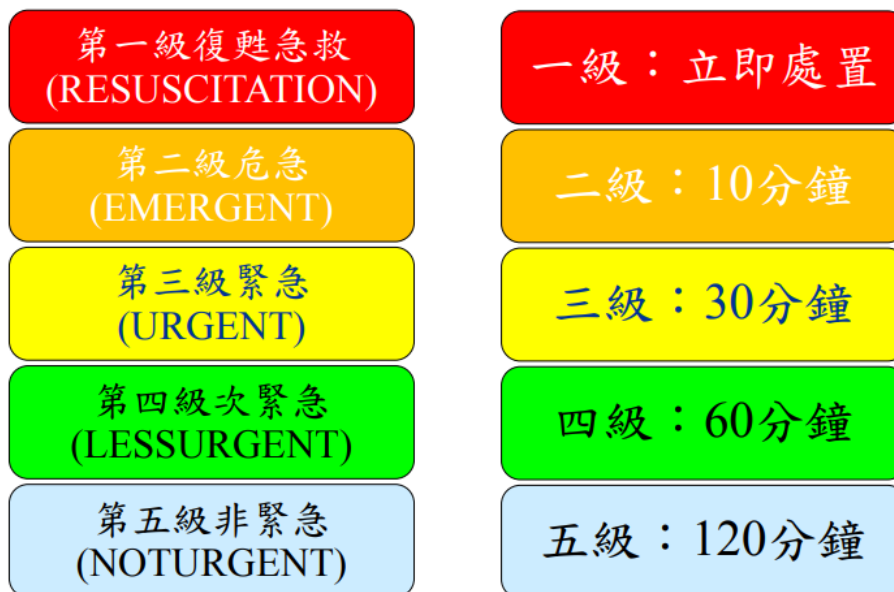 第一級復甦急救
(RESUSCITATION)
一級：立即處置
第二級危急
(EMERGENT)
二級：10分鐘
第三級緊急
(URGENT)
三級：30分鐘
第四級次緊急
(LESSURGENT)
四級：60分鐘
第五級非緊急
(NOTURGENT)
五級：120分鐘